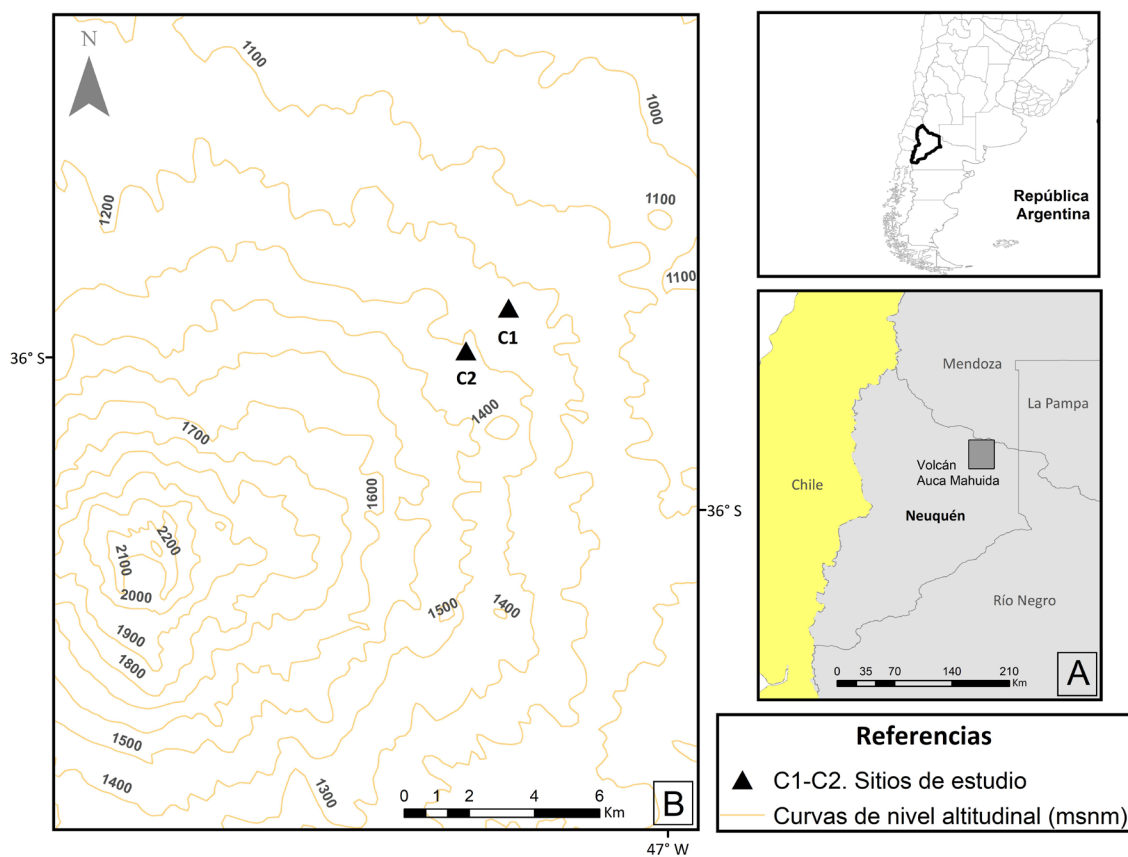 N
1100
1000
1200
1100
1100
C1
36° S
C2
1400
1700
1600
2200
2100
2000
1500
1400
1900
1800
1500
1400
1300
0 1 2 4 6
Km
B
36° S
47° W
República
Argentina
Mendoza
La Pampa
Volcán
Auca Mahuida
Chile
Neuquén
Río Negro
0 35 70 140 210
Km
A
Referencias
C1-C2. Sitios de estudio
Curvas de nivel altitudinal (msnm)